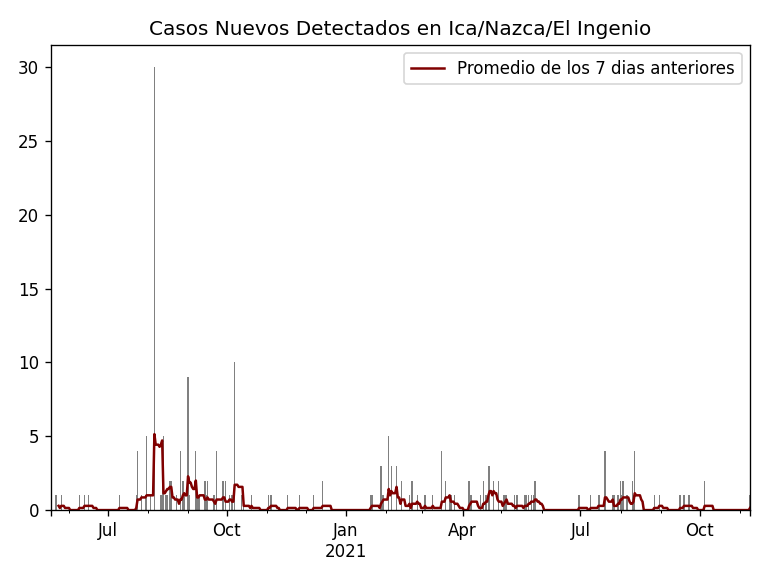 Casos Nuevos Detectados en Ica/Nazca/El Ingenio
Promedio de los 7 dias anteriores
30
25
20
15
10
5
0
Jul Oct Jan Apr Jul Oct
2021